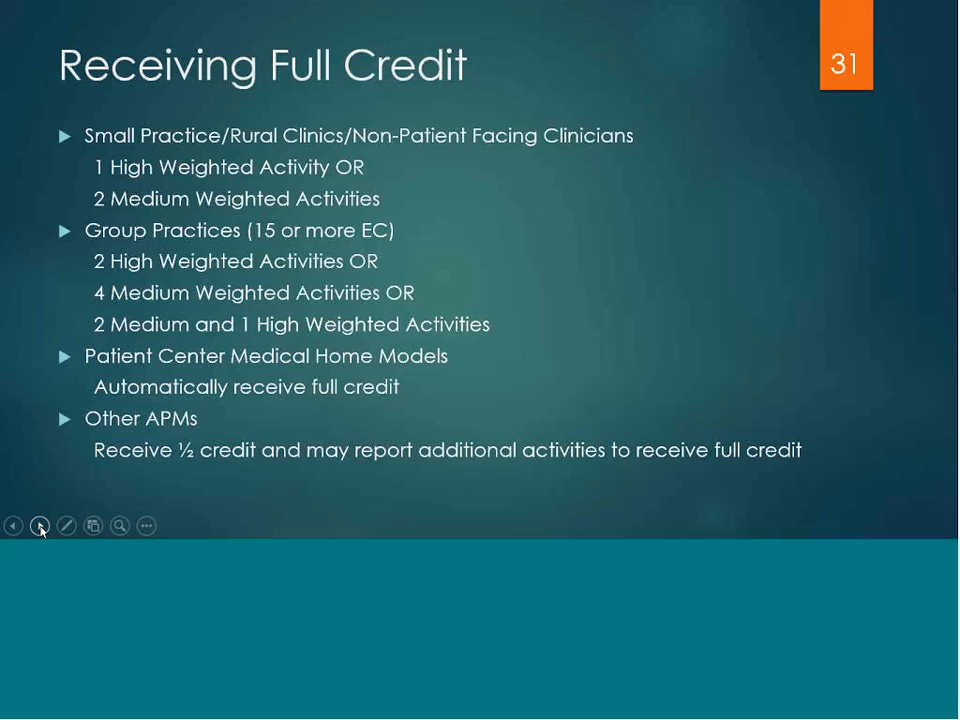 Receiving Full Credit
31
Small Practice/Rural Clinics/Non-Patient Facing Clinicians
1 High Weighted Activity OR
2 Medium Weighted Activities
Group Practices (15 or more EC)
2 High Weighted Activities OR
4 Medium Weighted Activities OR
2 Medium and 1 High Weighted Activities
Patient Center Medical Home Models
Automatically receive full credit
Other APMs
Receive ½ credit and may report additional activities to receive full credit